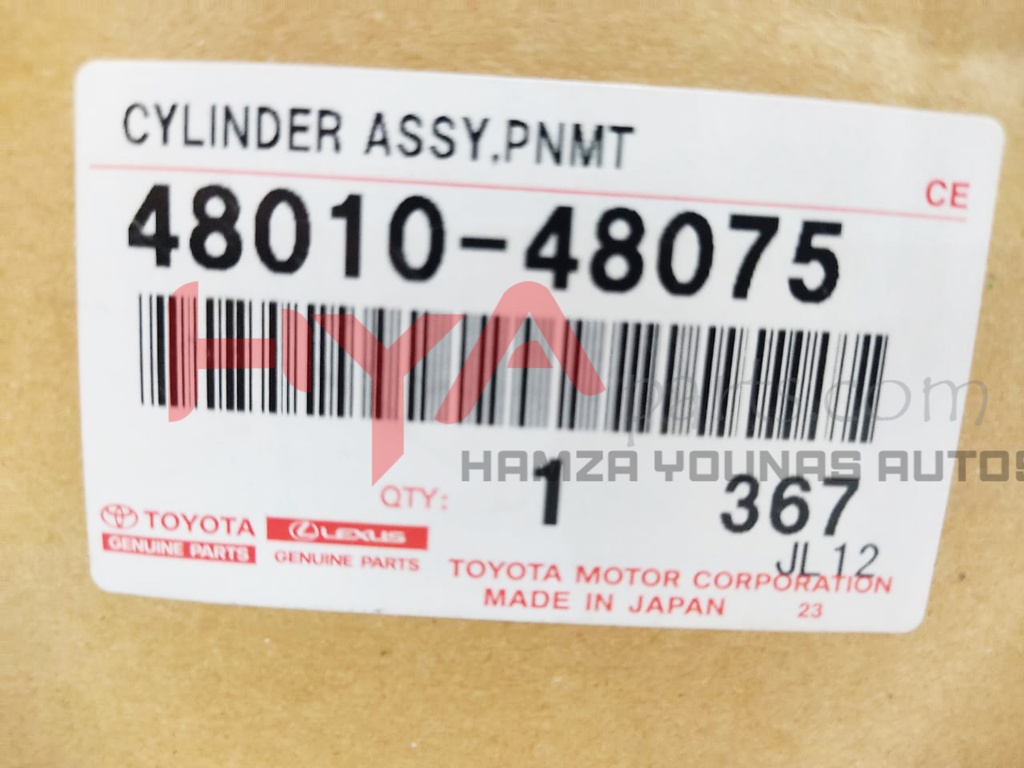 CYLINDER ASSY,PNMT
CE
48010-48075
HYA
parts.com
HAMZA YOUNAS AUTOS
QTY: 1 367
JL12
TOYOTA
GENUINE PARTS
LEXUS
GENUINE PARTS
TOYOTA MOTOR CORPORATION
MADE IN JAPAN 23